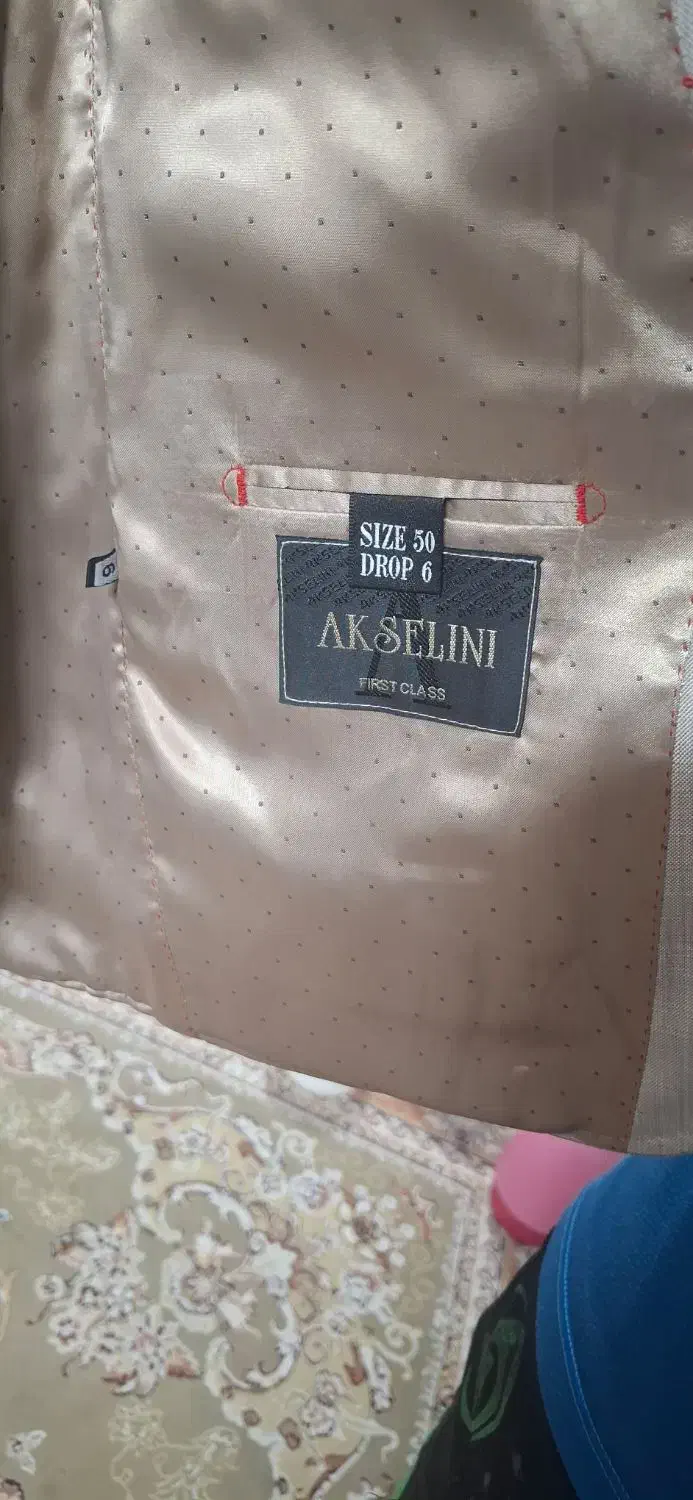 SIZE 50
DROP 6
AKSELINI
FIRST CLASS